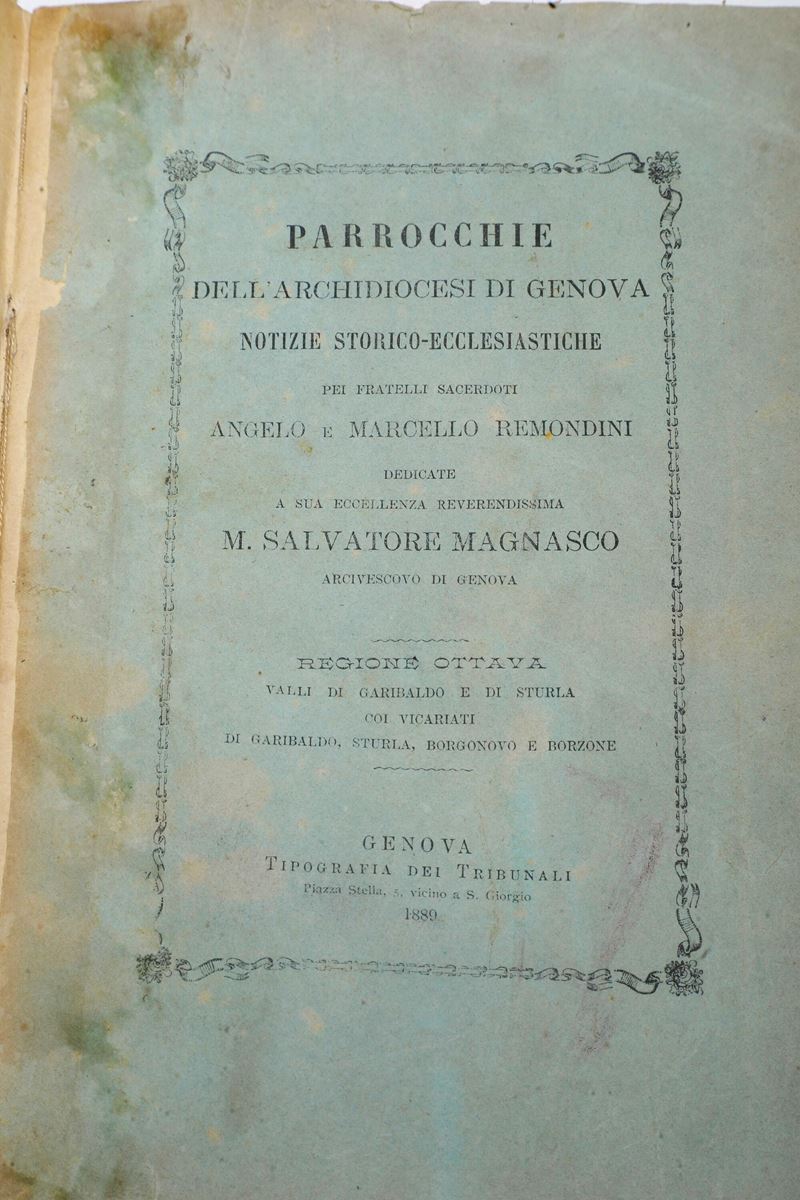 PARROCCHIE
DELL'ARCHIDIOCESI DI GENOVA
NOTIZIE STORICO-ECCLESIASTICHE
PEI FRATELLI SACERDOTI
ANGELO E MARCELLO REMONDINI
DEDICATE
A SUA ECCELLENZA REVERENDISSIMA
M. SALVATORE MAGNASCO
ARCIVESCOVO DI GENOVA
REGIONE OTTAVA
VALLI DI GARIBALDO E DI STURLA
COI VICARIATI
DI GARIBALDO, STURLA, BORGONOVO E BORZONE
GENOVA
TIPOGRAFIA DEI TRIBUNALI
Piazza Stella, 5, vicino a S. Giorgio
1889